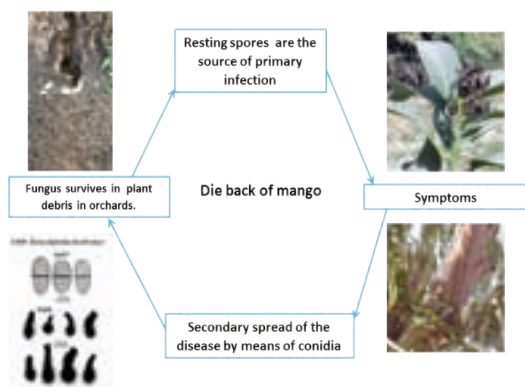 Resting spores are the
source of primary
infection
Fungus survives in plant
debris in orchards.
Die back of mango
Symptoms
Secondary spread of the
disease by means of conidia